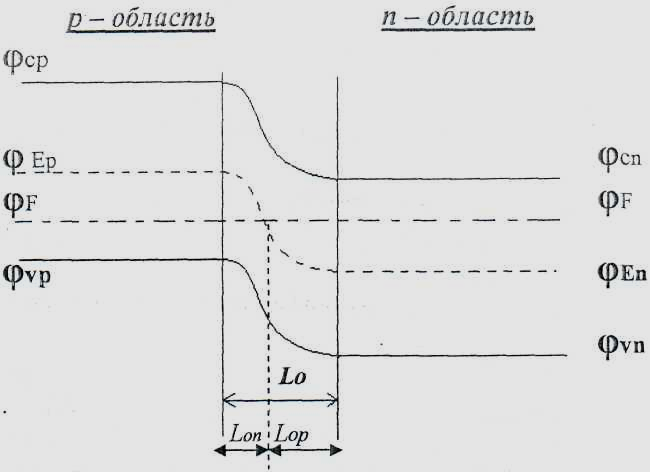 p – область n – область
φcp
φ Ep φcn
φF φF
φvp φEn
φvn
Lo
Lon Lop